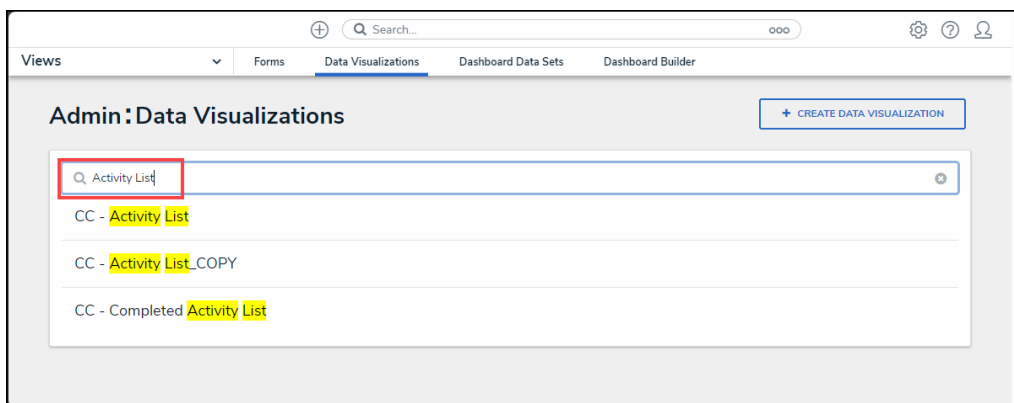 Search...
ooo
Views
Forms
Data Visualizations
Dashboard Data Sets
Dashboard Builder
Admin:Data Visualizations
+ CREATE DATA VISUALIZATION
Activity List
CC - Activity List
CC - Activity List_COPY
CC - Completed Activity List